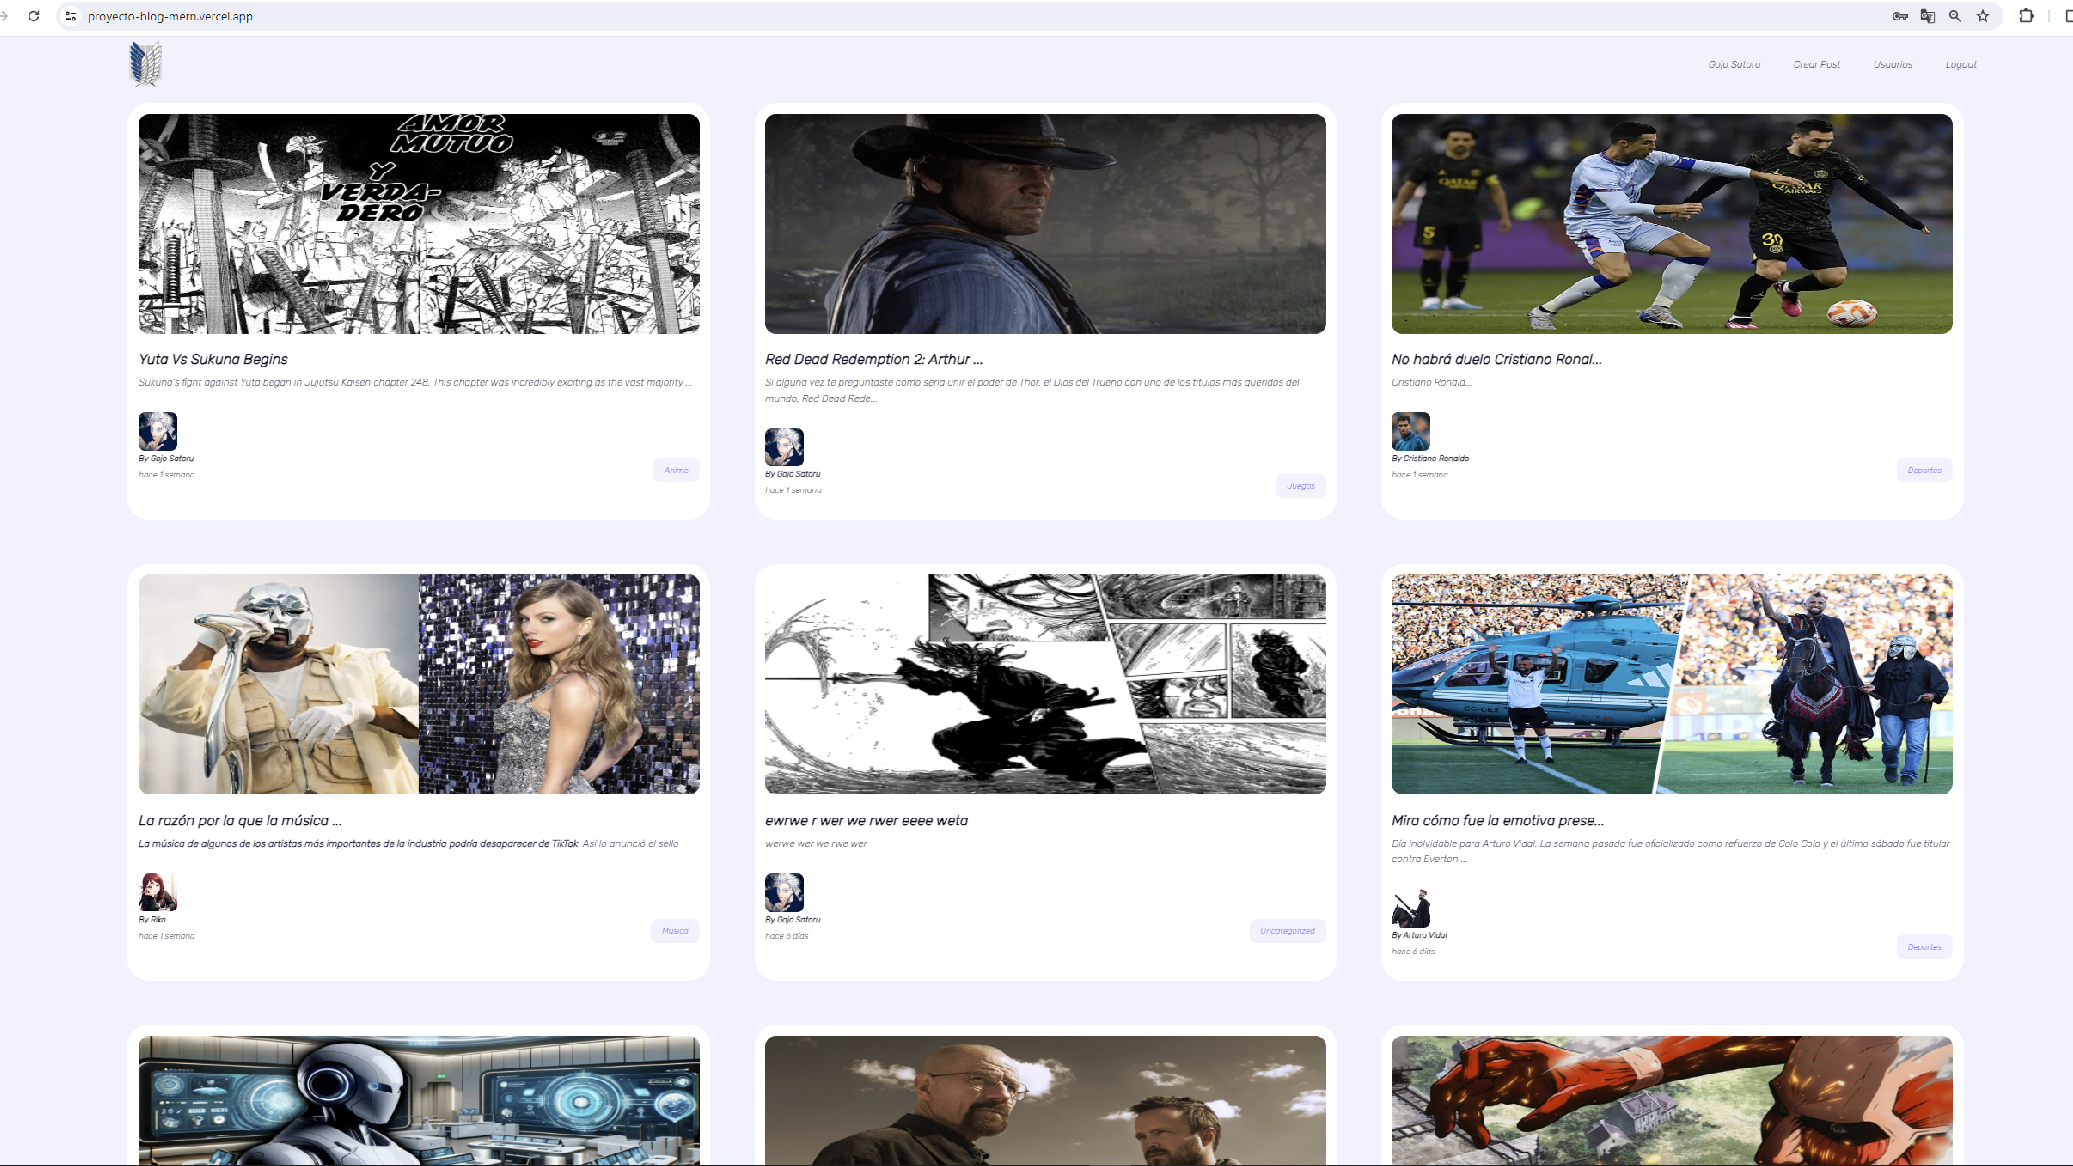 proyecto-blog-mern.vercel.app
Gojo Satoru Crear Post Usuarios Logout
AMOR
MUTUO
Y
VERDA-
DERO
Yuta Vs Sukuna Begins
Sukuna's fight against Yuta began in Jujutsu Kaisen chapter 248. This chapter was incredibly exciting as the vast majority ...
By Gojo Satoru
hace 1 semana
Anime
Red Dead Redemption 2: Arthur ...
Si alguna vez te preguntaste cómo sería unir el poder de Thor, el Dios del Trueno con uno de los títulos más queridos del
mundo, Red Dead Rede...
By Gojo Satoru
hace 1 semana
Juegos
QATAR
AIRWAYS
5
30
No habrá duelo Cristiano Ronal...
Cristiano Ronald...
By Cristiano Ronaldo
hace 1 semana
Deportes
La razón por la que la música ...
La música de algunos de los artistas más importantes de la industria podría desaparecer de TikTok. Así lo anunció el sello
By Riko
hace 1 semana
Musica
ewrwe r wer we rwer eeee weta
werwe wer we rwe wer
By Gojo Satoru
hace 6 días
Uncategorized
Mira cómo fue la emotiva prese...
Día inolvidable para Arturo Vidal. La semana pasada fue oficializado como refuerzo de Colo Colo y el último sábado fue titular
contra Everton ...
By Arturo Vidal
hace 6 días
Deportes